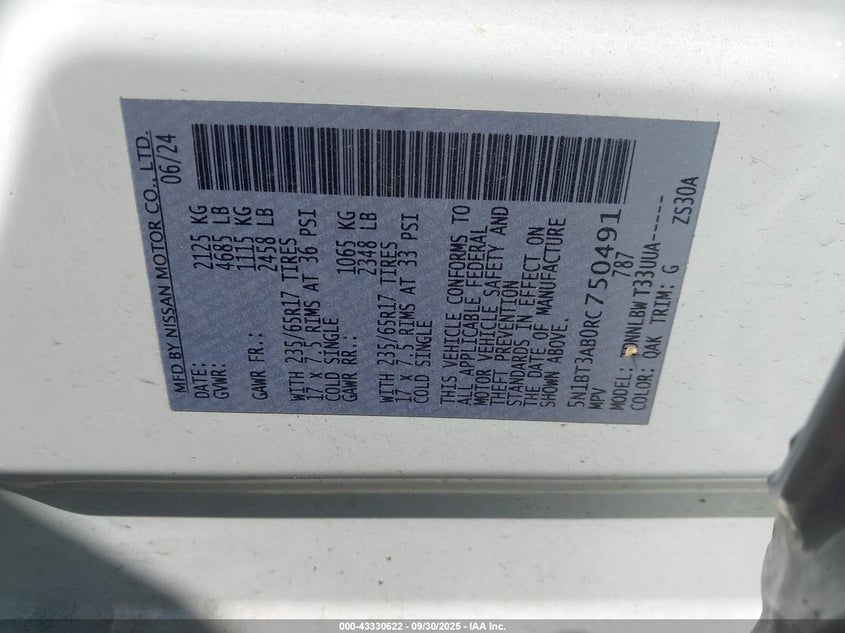 MFD BY NISSAN MOTOR CO., LTD.
DATE: 06/24
GVWR: 2125 KG
4685 LB
GAWR FR.: 1115 KG
2458 LB
WITH 235/65R17 TIRES
17 X 7.5 RIMS AT 36 PSI
COLD SINGLE
GAWR RR.: 1065 KG
2348 LB
WITH 235/65R17 TIRES
17 X 7.5 RIMS AT 33 PSI
COLD SINGLE
THIS VEHICLE CONFORMS TO
ALL APPLICABLE FEDERAL
MOTOR VEHICLE SAFETY AND
THEFT PREVENTION
STANDARDS IN EFFECT ON
THE DATE OF MANUFACTURE
SHOWN ABOVE.
5N1BT3AB0RC750491
MPV 787
MODEL: T33UUA------
COLOR: QAK TRIM: G ZS30A
000-43330622 - 09/30/2025 - IAA Inc.